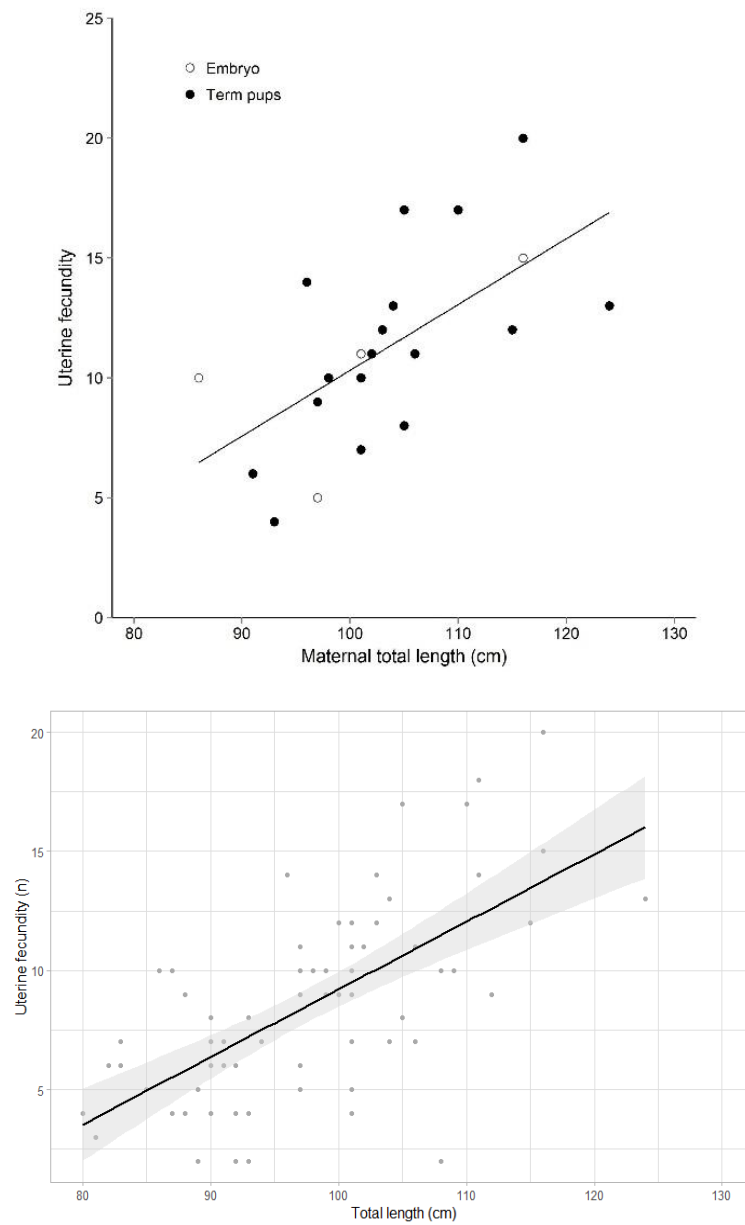 25
Embryo
Term pups
20
15
10
5
0
Uterine fecundity
80 90 100 110 120 130
Maternal total length (cm)
20
15
10
5
Uterine fecundity (n)
80 90 100 110 120 130
Total length (cm)